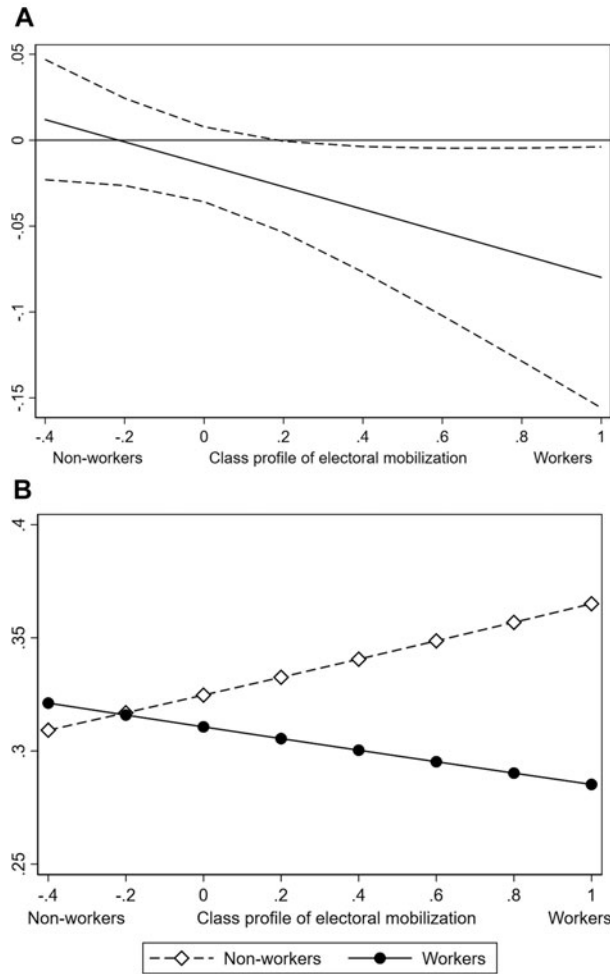 A
.05
0
-.05
-.1
-.15
-.4 -.2 0 .2 .4 .6 .8 1
Non-workers Class profile of electoral mobilization Workers
B
.4
.35
.3
.25
-.4 -.2 0 .2 .4 .6 .8 1
Non-workers Class profile of electoral mobilization Workers
Non-workers Workers